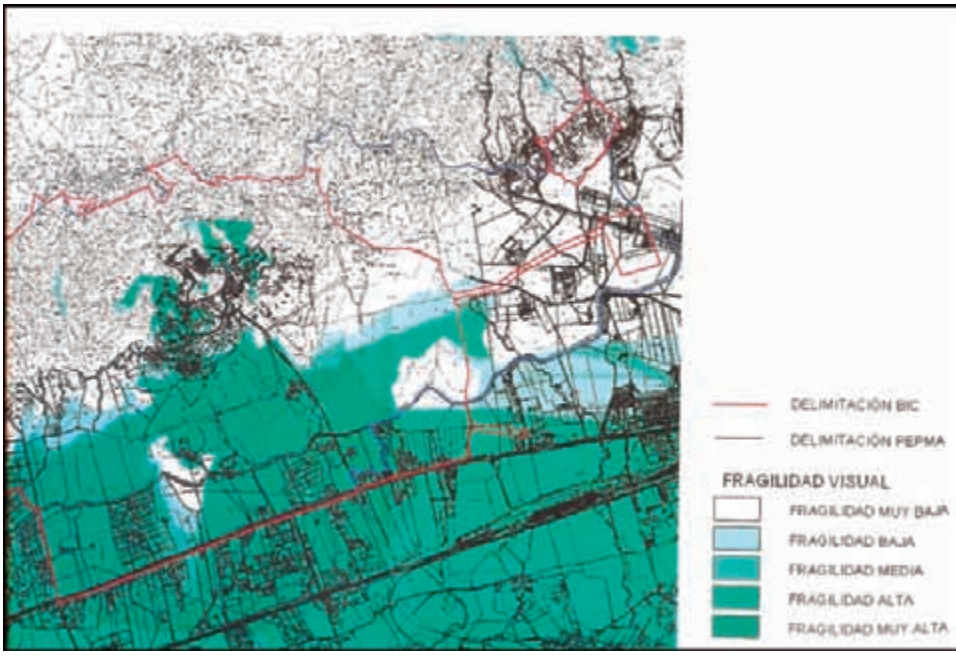 DELIMITACIÓN BIC
DELIMITACIÓN PEPMA
FRAGILIDAD VISUAL
FRAGILIDAD MUY BAJA
FRAGILIDAD BAJA
FRAGILIDAD MEDIA
FRAGILIDAD ALTA
FRAGILIDAD MUY ALTA